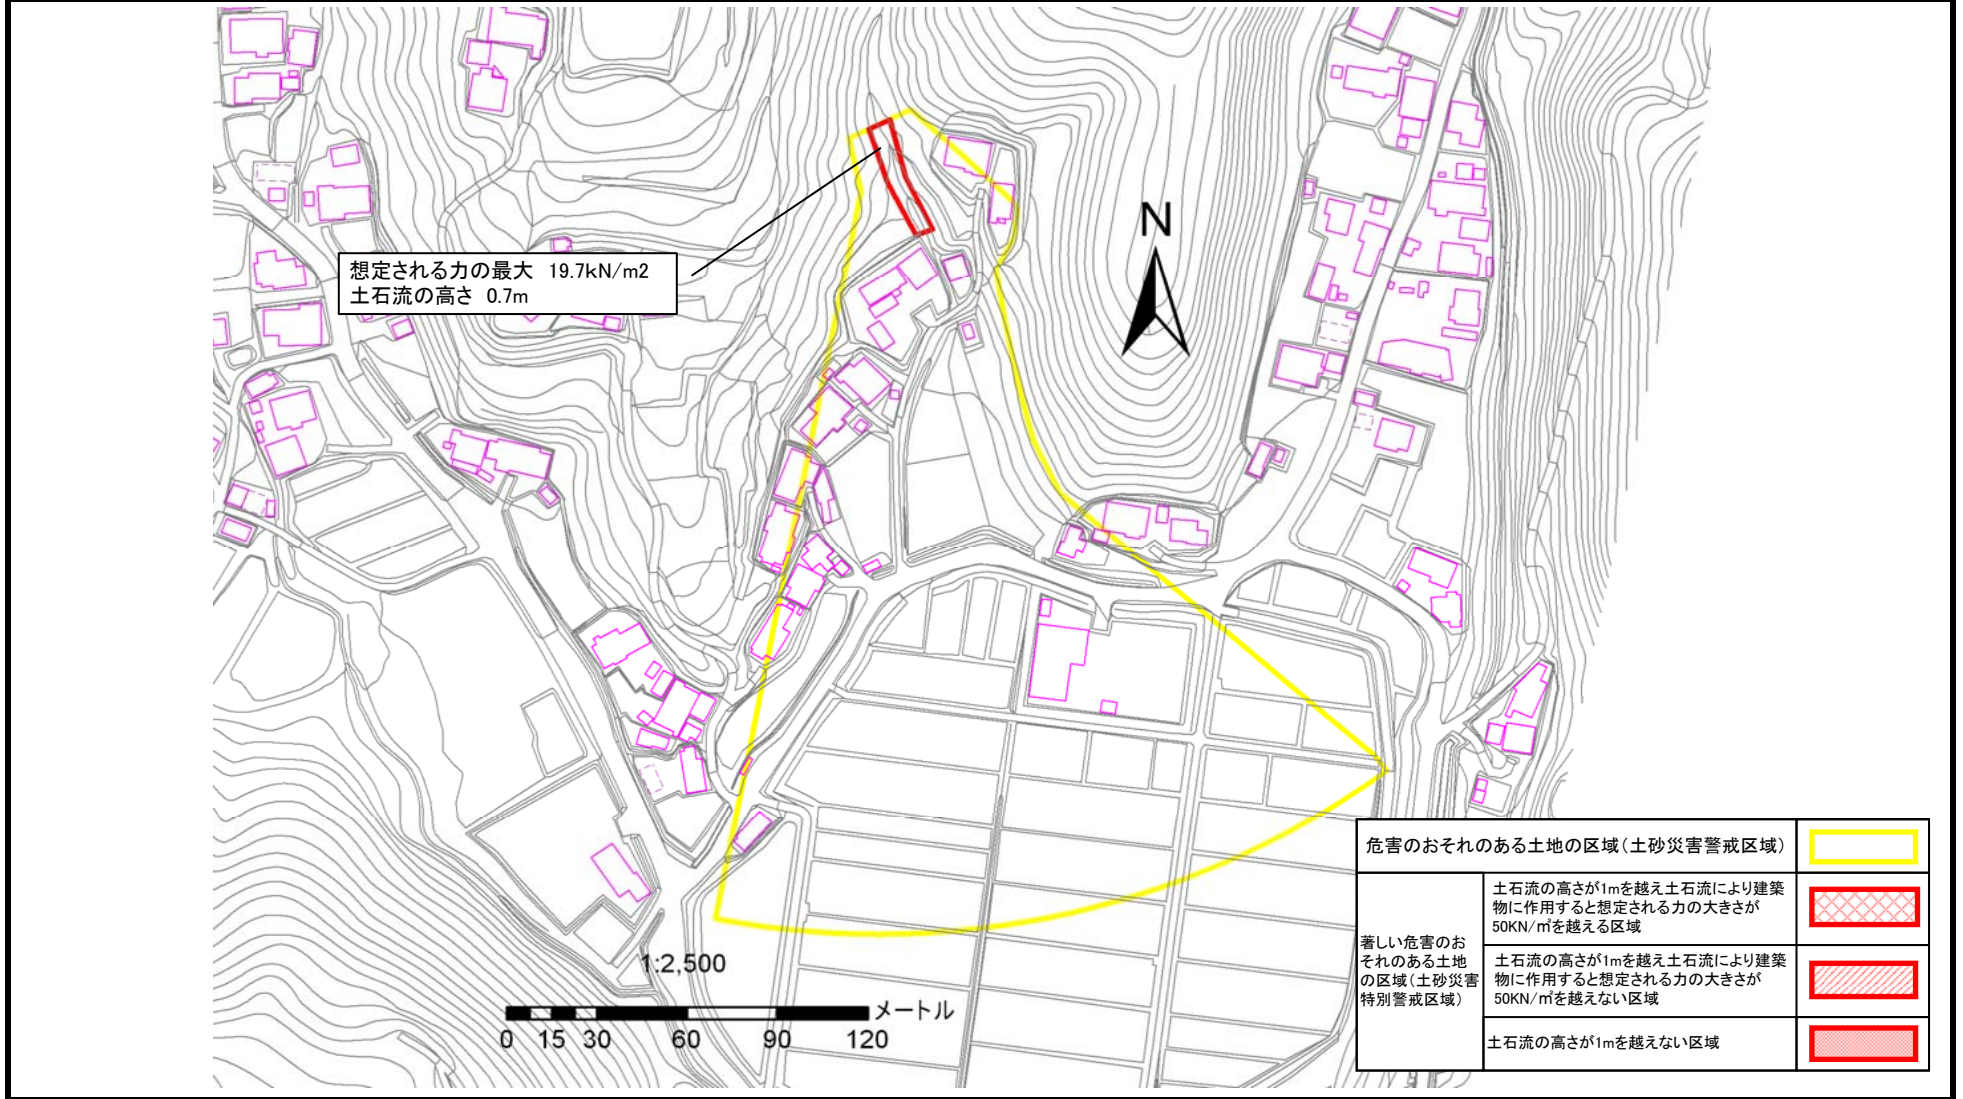 N
想定される力の最大 19.7kN/m2
土石流の高さ 0.7m
1:2,500
メートル
0 15 30 60 90 120
危害のおそれのある土地の区域(土砂災害警戒区域)
著しい危害のお
それのある土地
の区域(土砂災害
特別警戒区域)
土石流の高さが1mを越え土石流により建築
物に作用すると想定される力の大きさが
50KN/㎡を越える区域
土石流の高さが1mを越え土石流により建築
物に作用すると想定される力の大きさが
50KN/㎡を越えない区域
土石流の高さが1mを越えない区域